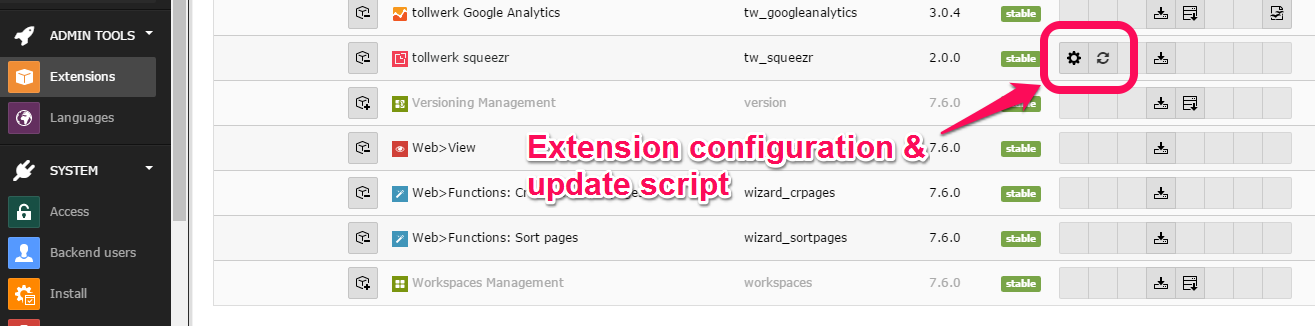 ADMIN TOOLS
Extensions
Languages
SYSTEM
Access
Backend users
Install
tollwerk Google Analytics tw_googleanalytics 3.0.4 stable
tollwerk squeezr tw_squeezr 2.0.0 stable
Versioning Management version 7.6.0 stable
Web>View 7.6.0 stable
Web>Functions: pages wizard_crpages 7.6.0 stable
Web>Functions: Sort pages wizard_sortpages 7.6.0 stable
Workspaces Management workspaces 7.6.0 stable
Extension configuration &
update script